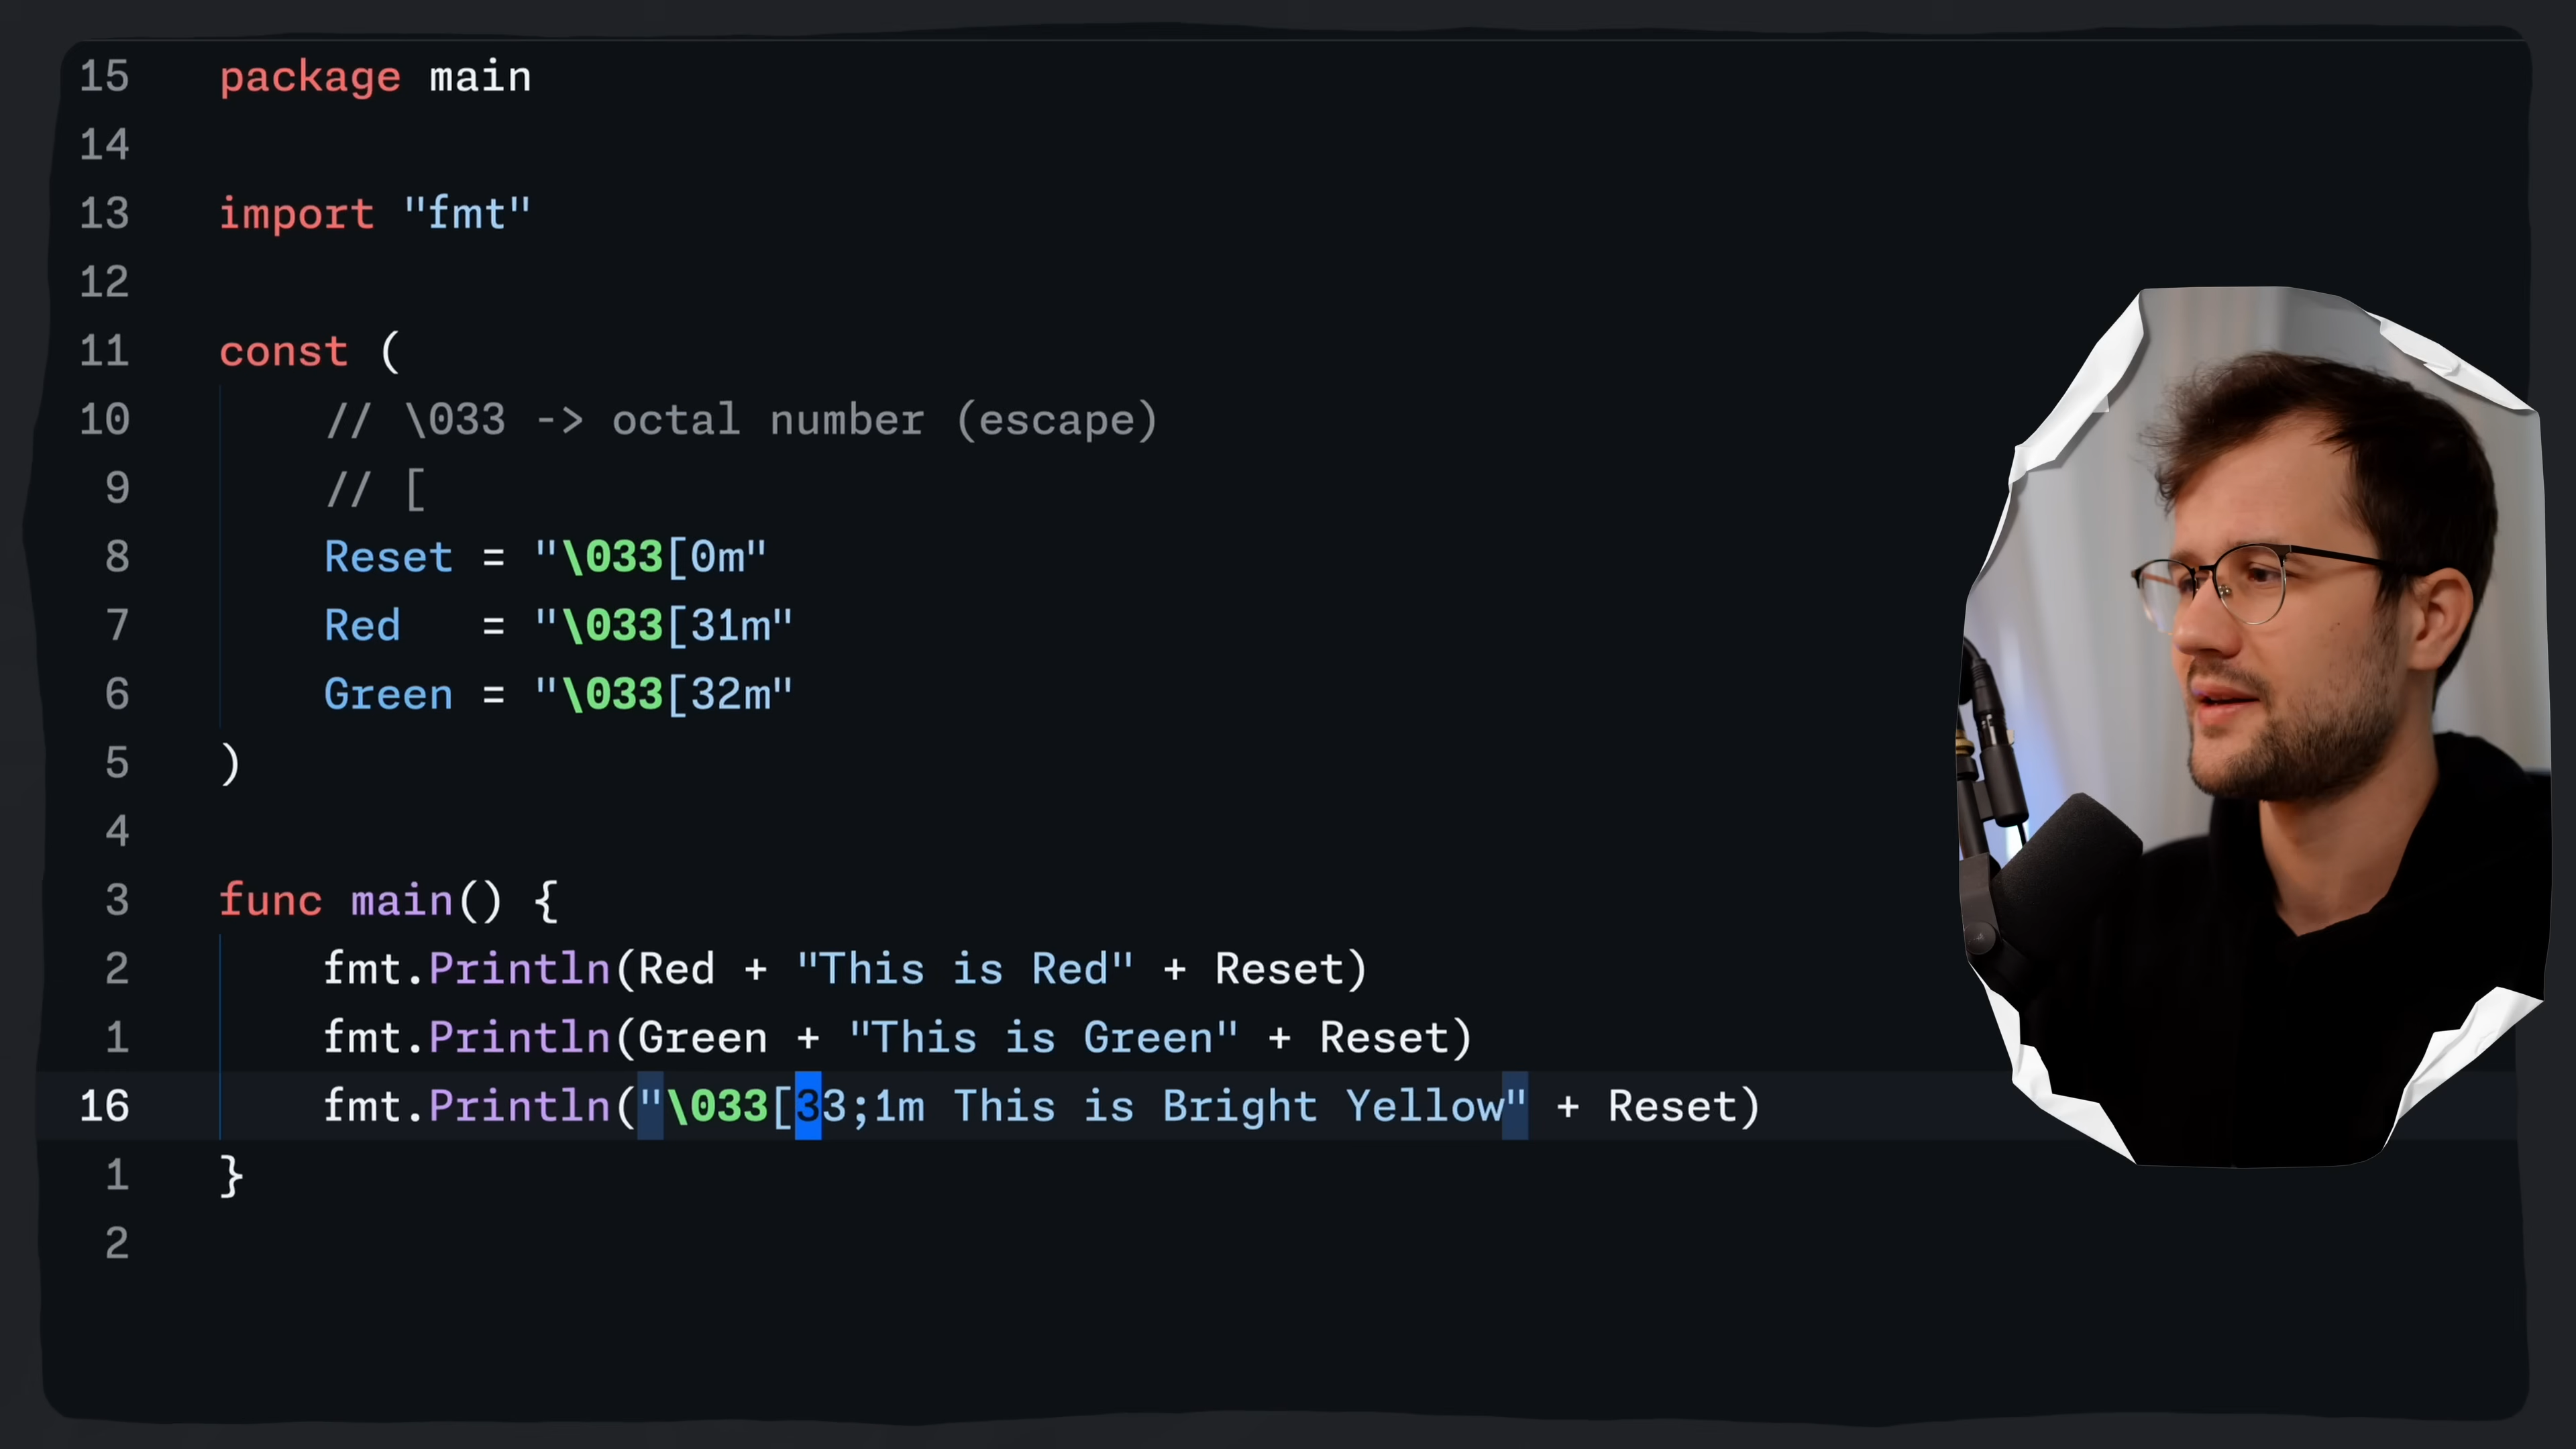 15 package main
14
13 import "fmt"
12
11 const (
10 // \033 -> octal number (escape)
9 // [
8 Reset = "\033[0m"
7 Red = "\033[31m"
6 Green = "\033[32m"
5 )
4
3 func main() {
2 fmt.Println(Red + "This is Red" + Reset)
1 fmt.Println(Green + "This is Green" + Reset)
16 fmt.Println("\033[33;1m This is Bright Yellow" + Reset)
1 }
2